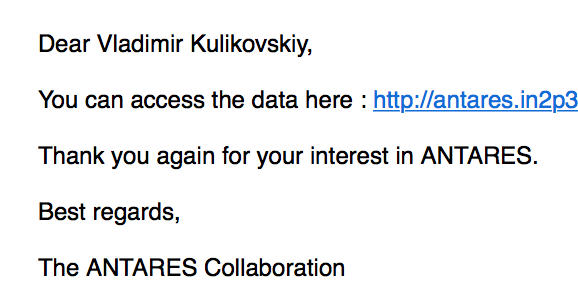 Dear Vladimir Kulikovskiy,
You can access the data here : http://antares.in2p3
Thank you again for your interest in ANTARES.
Best regards,
The ANTARES Collaboration